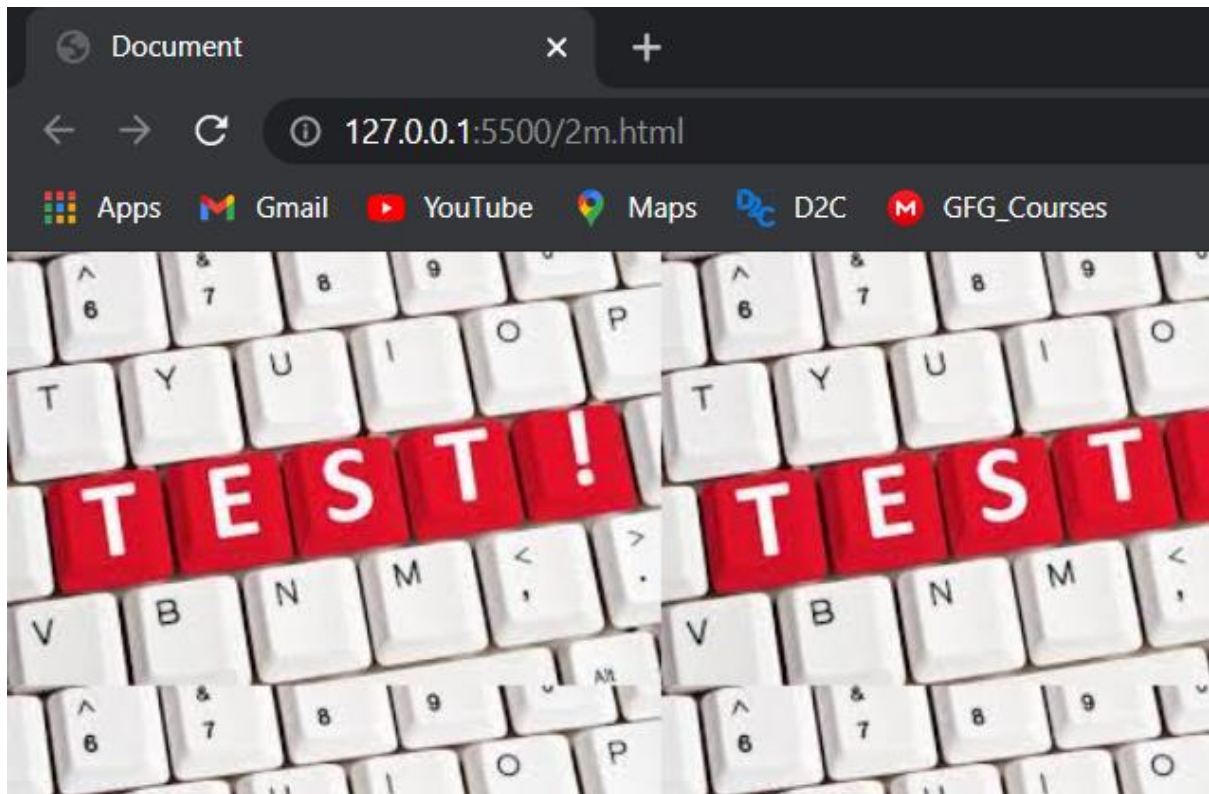 Document
127.0.0.1:5500/2m.html
Apps Gmail YouTube Maps D2C GFG_Courses
^ & 9 ^ & 9
6 7 8 6 7 8
T Y U I O P T Y U I O
TEST! TEST
V B N M < , > . V B N M < ,
Alt
^ & 9 ^ & 9
6 7 8 6 7 8
U I O P U I O